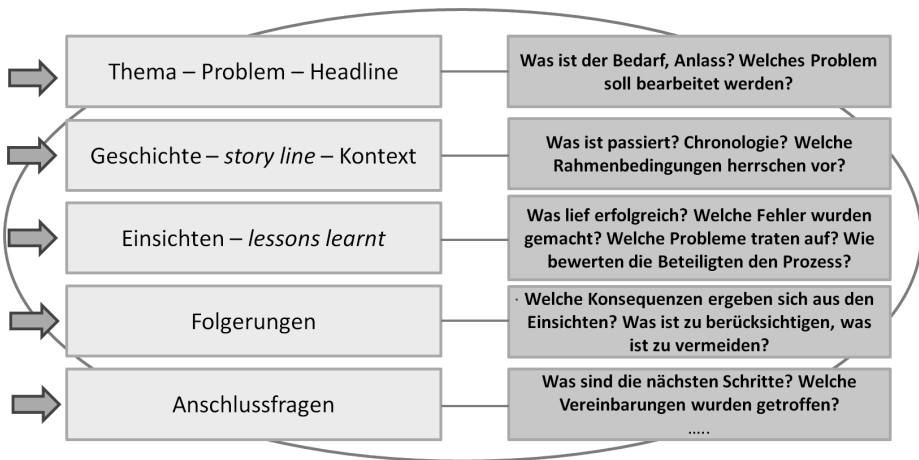 Thema – Problem – Headline
Was ist der Bedarf, Anlass? Welches Problem
soll bearbeitet werden?
Geschichte – story line – Kontext
Was ist passiert? Chronologie? Welche
Rahmenbedingungen herrschen vor?
Einsichten – lessons learnt
Was lief erfolgreich? Welche Fehler wurden
gemacht? Welche Probleme traten auf? Wie
bewerten die Beteiligten den Prozess?
Folgerungen
· Welche Konsequenzen ergeben sich aus den
Einsichten? Was ist zu berücksichtigen, was
ist zu vermeiden?
Anschlussfragen
Was sind die nächsten Schritte? Welche
Vereinbarungen wurden getroffen?
.....